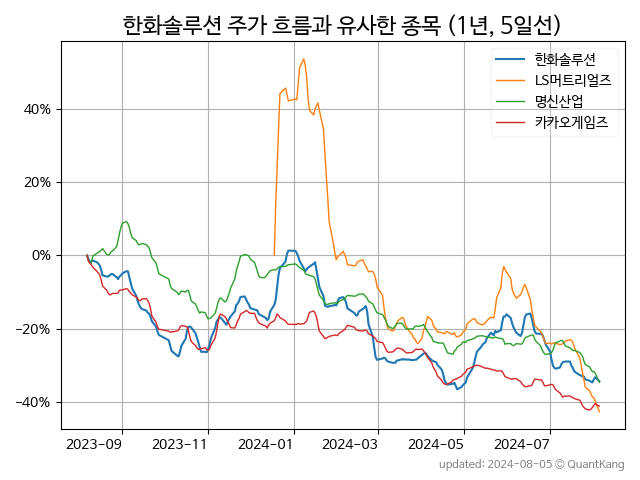 한화솔루션 주가 흐름과 유사한 종목 (1년, 5일선)
한화솔루션
LS머트리얼즈
명신산업
카카오게임즈
40%
20%
0%
−20%
−40%
2023-09 2023-11 2024-01 2024-03 2024-05 2024-07
updated: 2024-08-05 © QuantKang